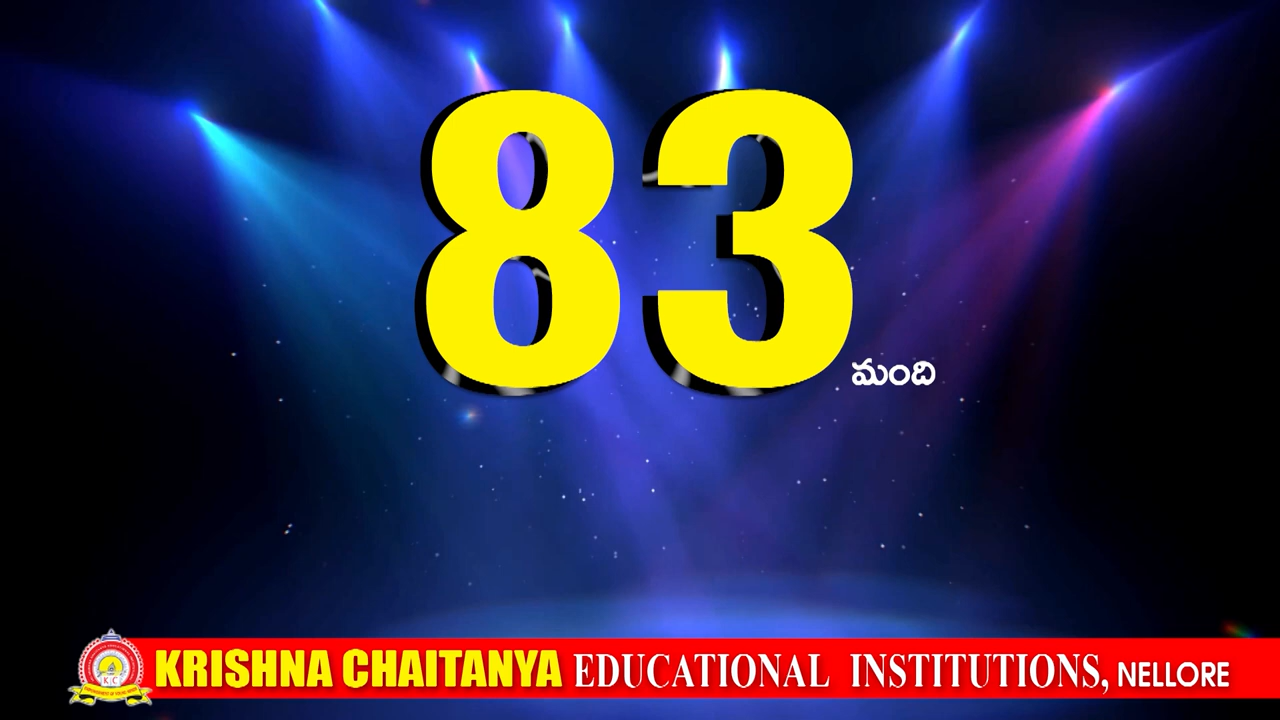 83
మంది
KRISHNA CHAITANYA EDUCATIONAL INSTITUTIONS, NELLORE